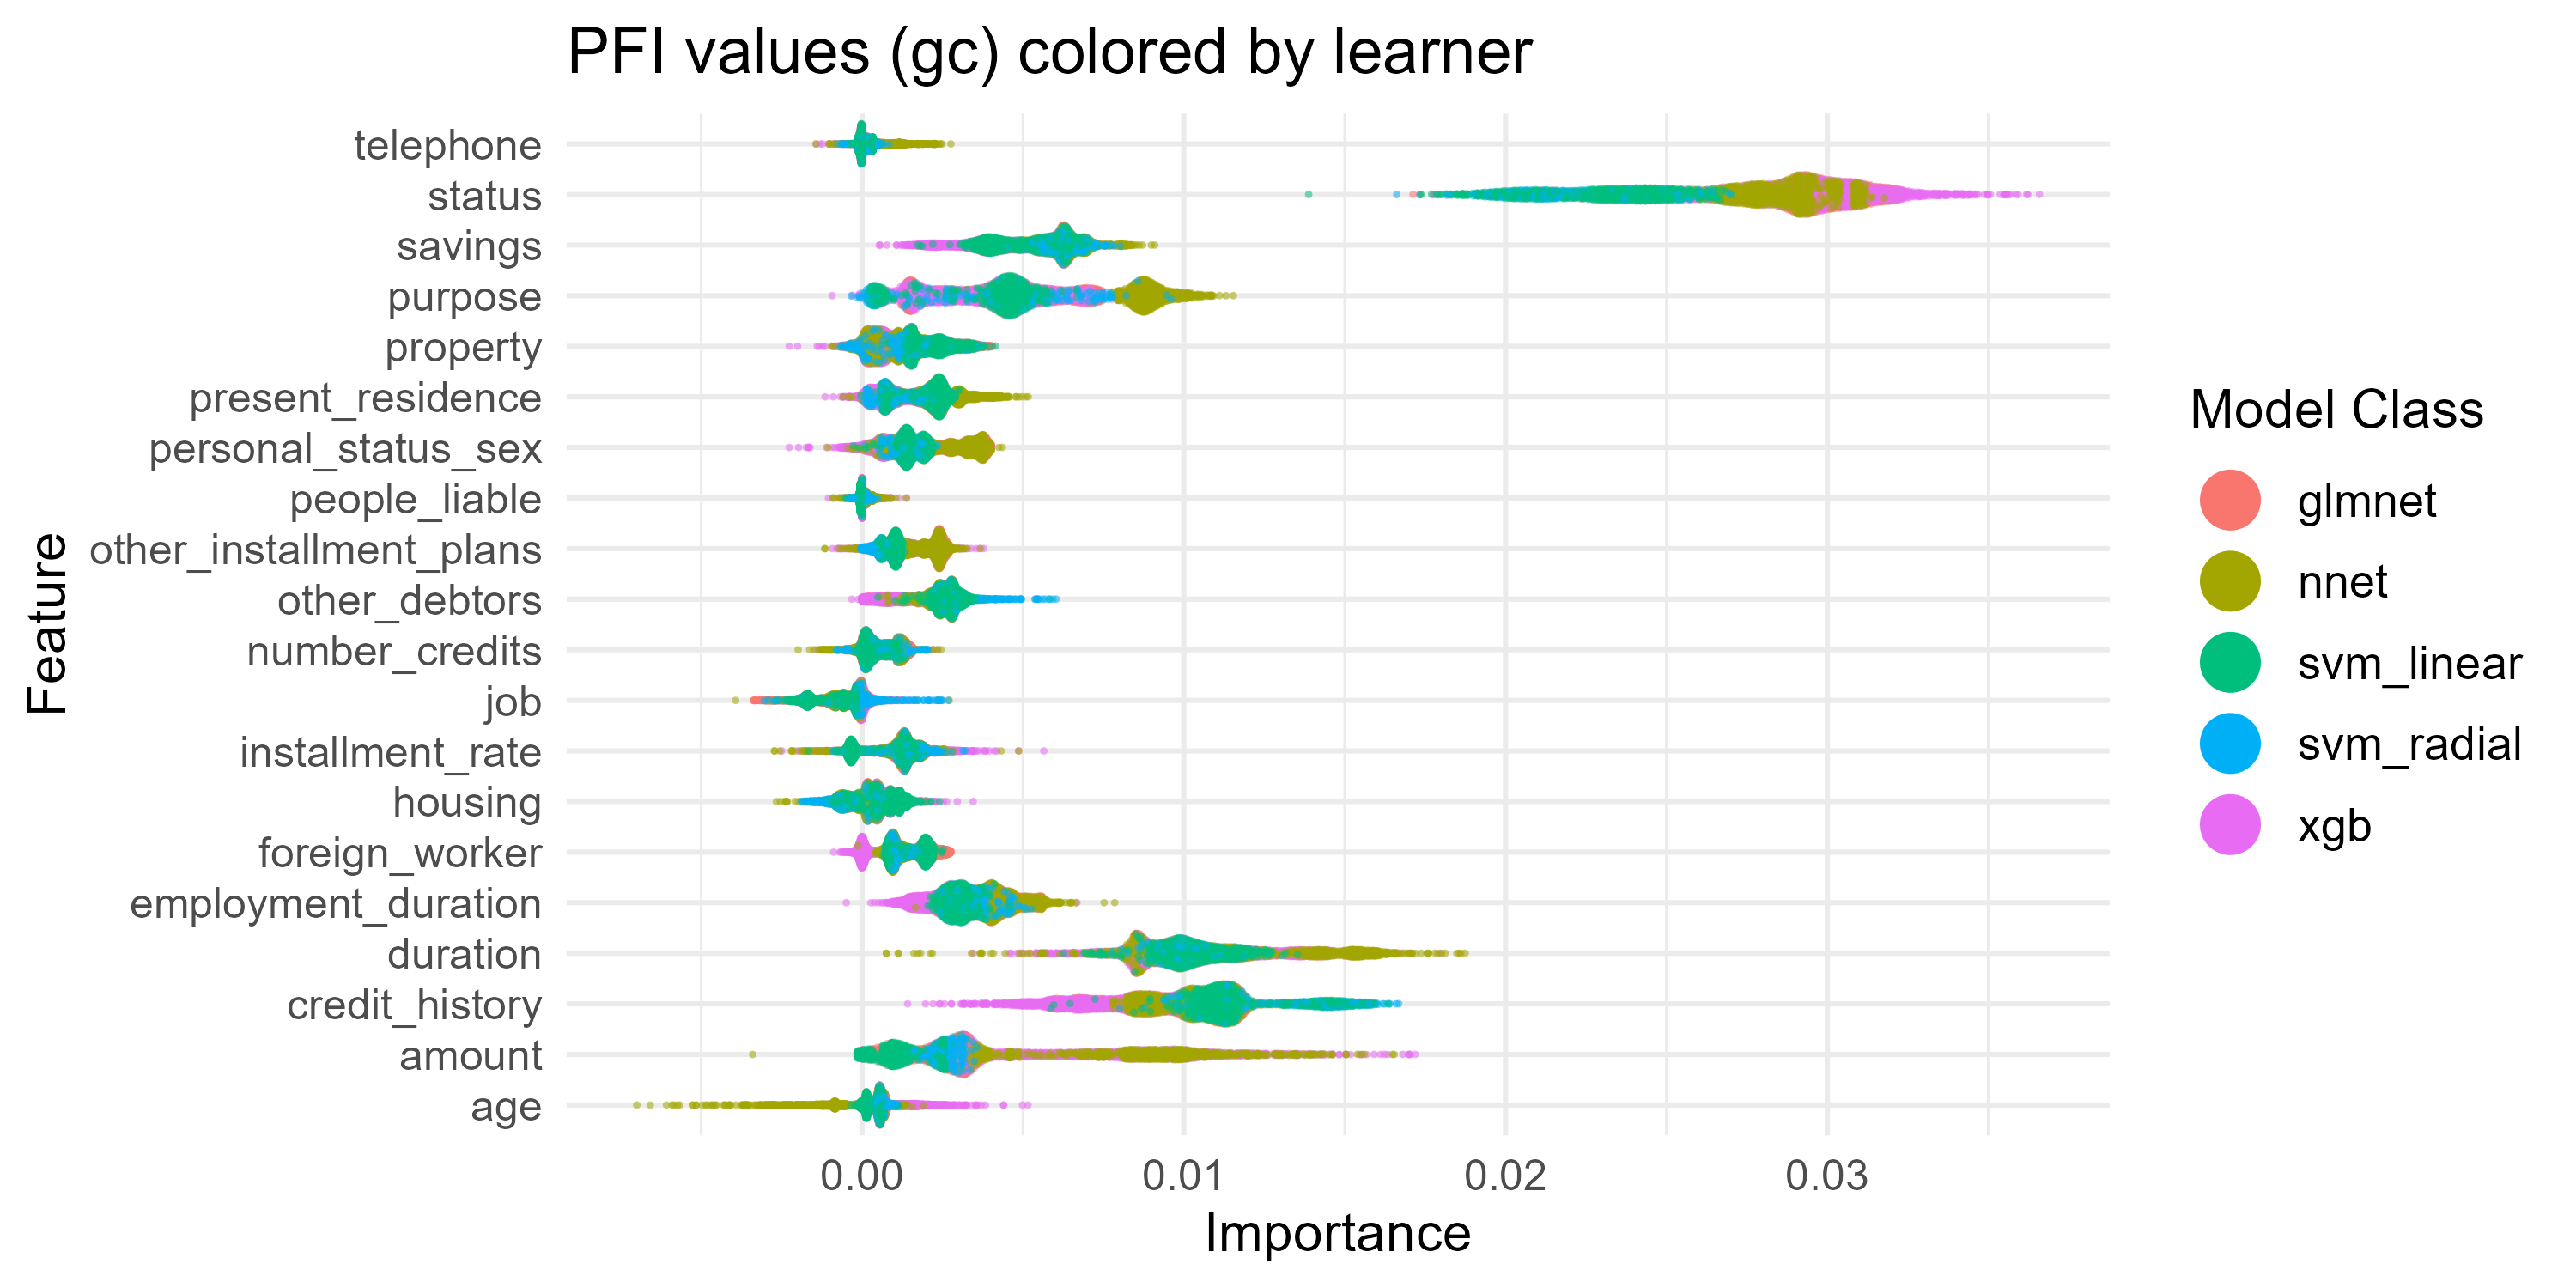 PFI values (gc) colored by learner
telephone
status
savings
purpose
property
present_residence
personal_status_sex
people_liable
other_installment_plans
other_debtors
number_credits
job
installment_rate
housing
foreign_worker
employment_duration
duration
credit_history
amount
age
Feature
0.00 0.01 0.02 0.03
Importance
Model Class
glmnet
nnet
svm_linear
svm_radial
xgb